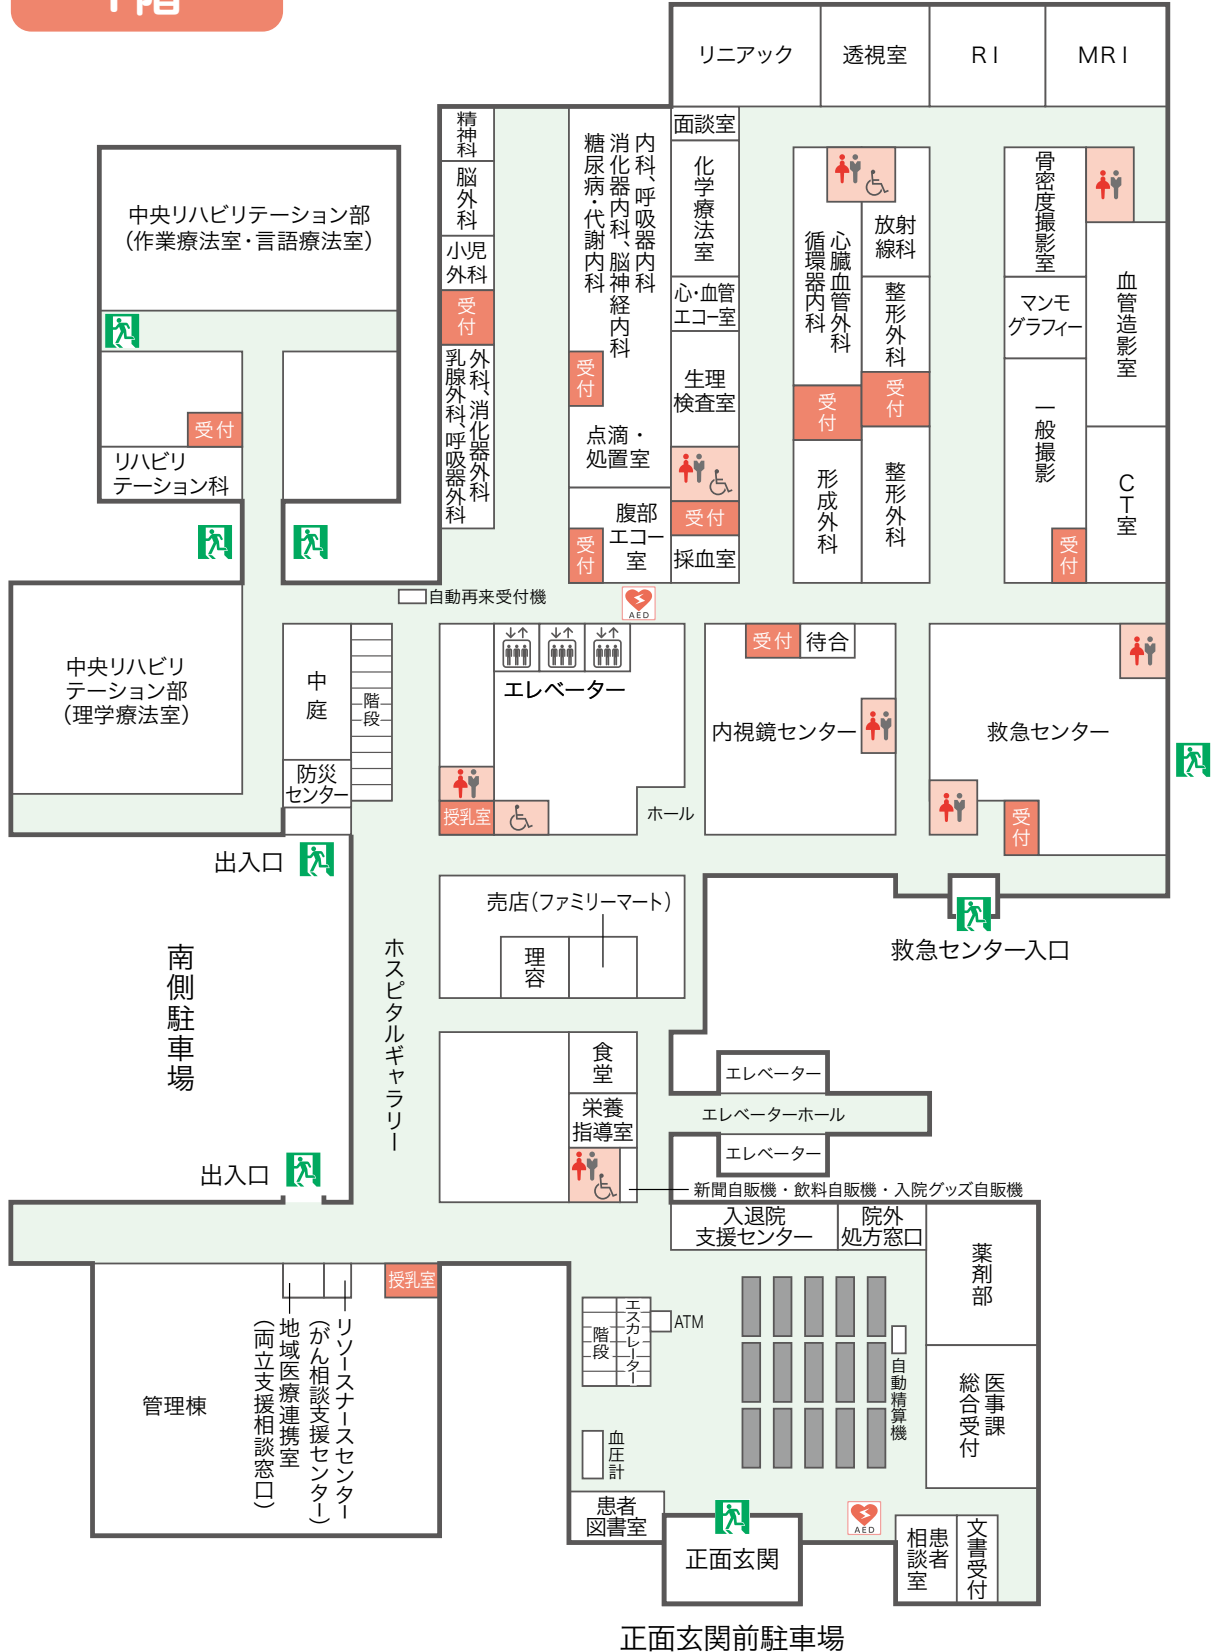 1階
リニアック
透視室
RI
MRI
精神科
脳外科
小児
外科
受付
外科、消化器外科
乳腺外科、呼吸器外科
内科、呼吸器内科
消化器内科、脳神経内科
糖尿病・代謝内科
受付
点滴・
処置室
腹部
エコー
室
受付
面談室
化学療法室
心・血管
エコー室
生理
検査室
受付
採血室
心臓血管外科
循環器内科
受付
形成外科
放射
線科
整形外科
受付
整形外科
骨密度撮影室
マンモ
グラフィー
一般撮影
受付
血管造影室
CT室
中央リハビリテーション部
(作業療法室・言語療法室)
受付
リハビリ
テーション科
自動再来受付機
AED
中央リハビリ
テーション部
(理学療法室)
中庭
階段
防災
センター
エレベーター
授乳室
ホール
受付
待合
内視鏡センター
救急センター
受付
出入口
売店(ファミリーマート)
理容
救急センター入口
南側駐車場
ホスピタルギャラリー
食堂
栄養
指導室
エレベーター
エレベーターホール
エレベーター
出入口
新聞自販機・飲料自販機・入院グッズ自販機
入退院
支援センター
院外
処方窓口
薬剤部
授乳室
管理棟
リソースナースセンター
(がん相談支援センター)
地域医療連携室
(両立支援相談窓口)
階段
エスカレーター
ATM
自動精算機
医事課
総合受付
血圧計
患者
図書室
AED
正面玄関
患者
相談室
文書受付
正面玄関前駐車場